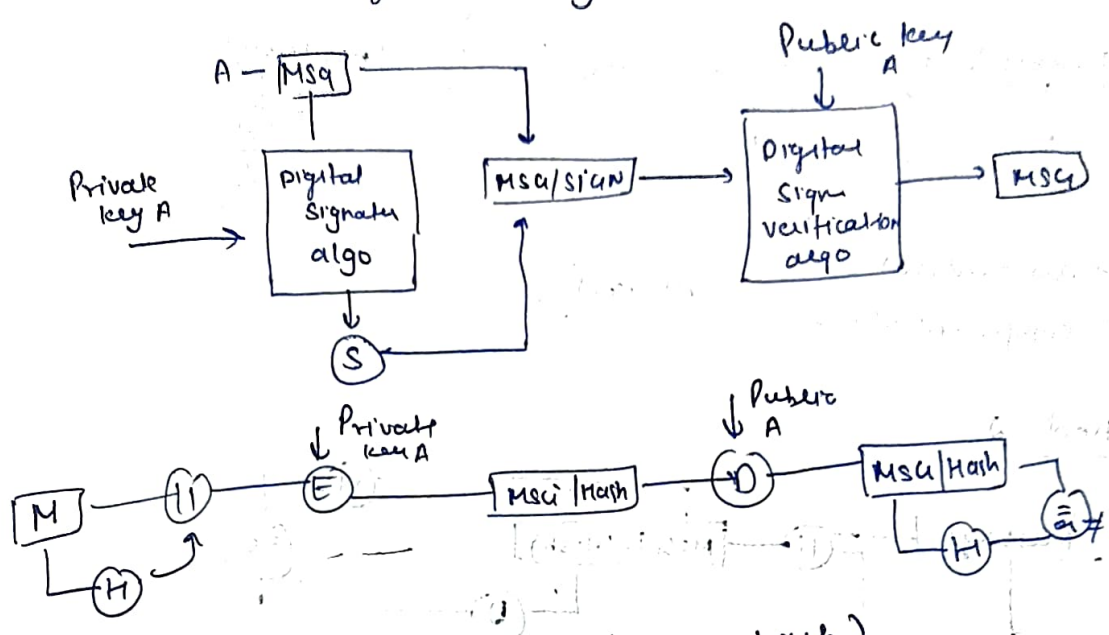 Public key
A
A - MSG
Private
key A
Digital
Signatu
algo
MSG/SIGN
Digital
Sign
verification
algo
MSG
S
Private
key A
Public
A
M
||
E
MSG | Hash
D
MSG | Hash
H
H